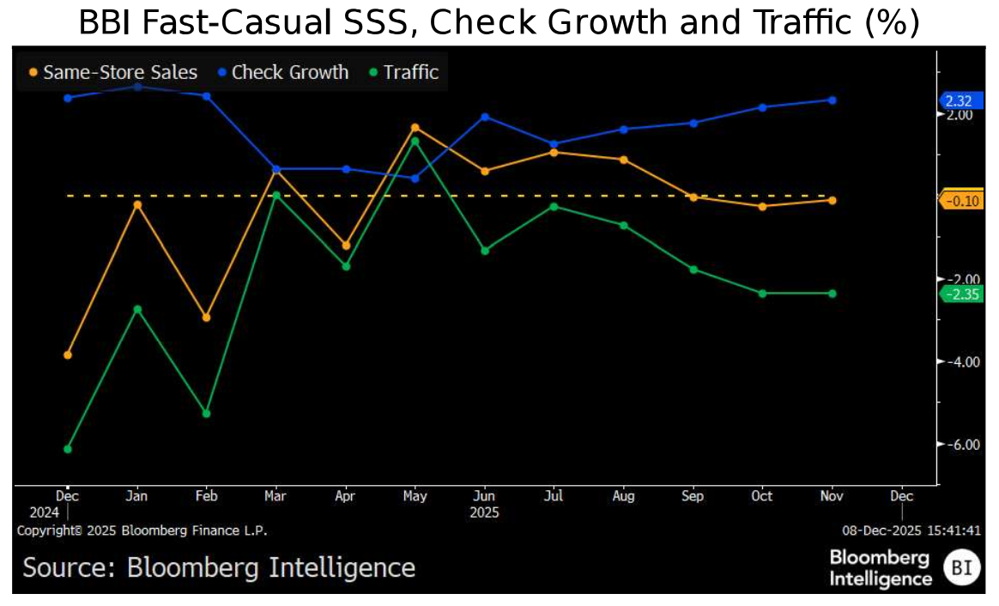 BBI Fast-Casual SSS, Check Growth and Traffic (%)
Same-Store Sales Check Growth Traffic
2.32
2.00
-0.10
-2.00
-2.35
-4.00
-6.00
Dec Jan Feb Mar Apr May Jun Jul Aug Sep Oct Nov Dec
2024 2025
Copyright© 2025 Bloomberg Finance L.P. 08-Dec-2025 15:41:41
Source: Bloomberg Intelligence
Bloomberg
Intelligence
BI